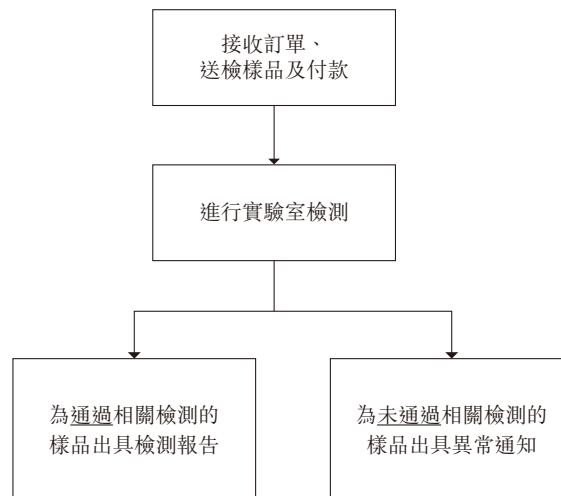 接收訂單、
送檢樣品及付款
進行實驗室檢測
為通過相關檢測的
樣品出具檢測報告
為未通過相關檢測的
樣品出具異常通知